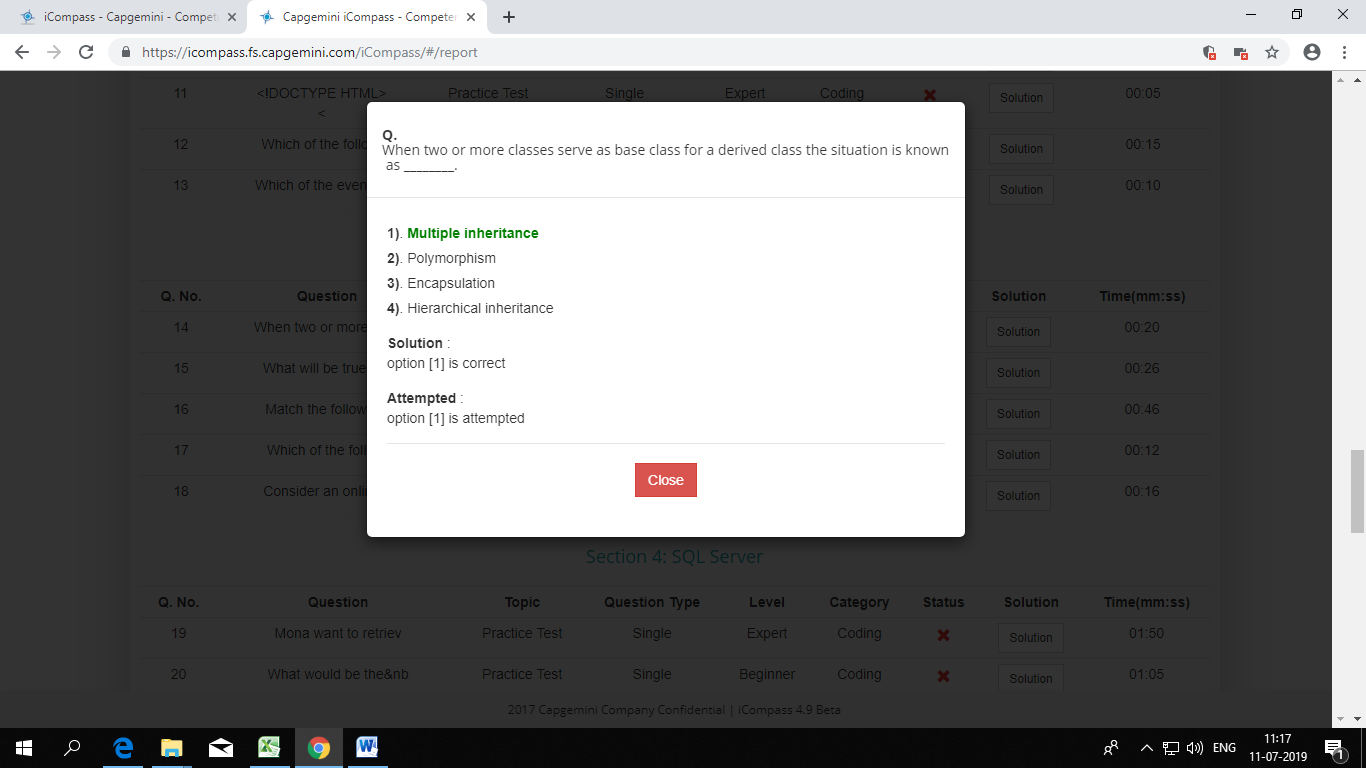 iCompass - Capgemini - Compet
Capgemini iCompass - Competer
https://icompass.fs.capgemini.com/iCompass/#/report
11 <!DOCTYPE HTML> < Practice Test Single Expert Coding Solution 00:05
12 Which of the follo Solution 00:15
13 Which of the even Solution 00:10
Q.
When two or more classes serve as base class for a derived class the situation is known
as ________.
1). Multiple inheritance
2). Polymorphism
3). Encapsulation
4). Hierarchical inheritance
Solution :
option [1] is correct
Attempted :
option [1] is attempted
Close
Q. No. Question Solution Time(mm:ss)
14 When two or more Solution 00:20
15 What will be true Solution 00:26
16 Match the follow Solution 00:46
17 Which of the foll Solution 00:12
18 Consider an onli Solution 00:16
Section 4: SQL Server
Q. No. Question Topic Question Type Level Category Status Solution Time(mm:ss)
19 Mona want to retriev Practice Test Single Expert Coding Solution 01:50
20 What would be the&nb Practice Test Single Beginner Coding Solution 01:05
2017 Capgemini Company Confidential | iCompass 4.9 Beta
ENG
11:17
11-07-2019
1